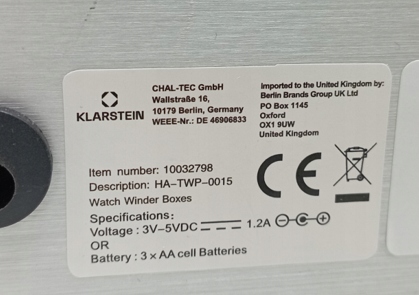 KLARSTEIN
CHAL-TEC GmbH
Wallstraße 16,
10179 Berlin, Germany
WEEE-Nr.: DE 46906833
Imported to the United Kingdom by:
Berlin Brands Group UK Ltd
PO Box 1145
Oxford
OX1 9UW
United Kingdom
Item number: 10032798
Description: HA-TWP-0015
Watch Winder Boxes
Specifications:
Voltage : 3V-5VDC 1.2A
OR
Battery : 3×AA cell Batteries
CE